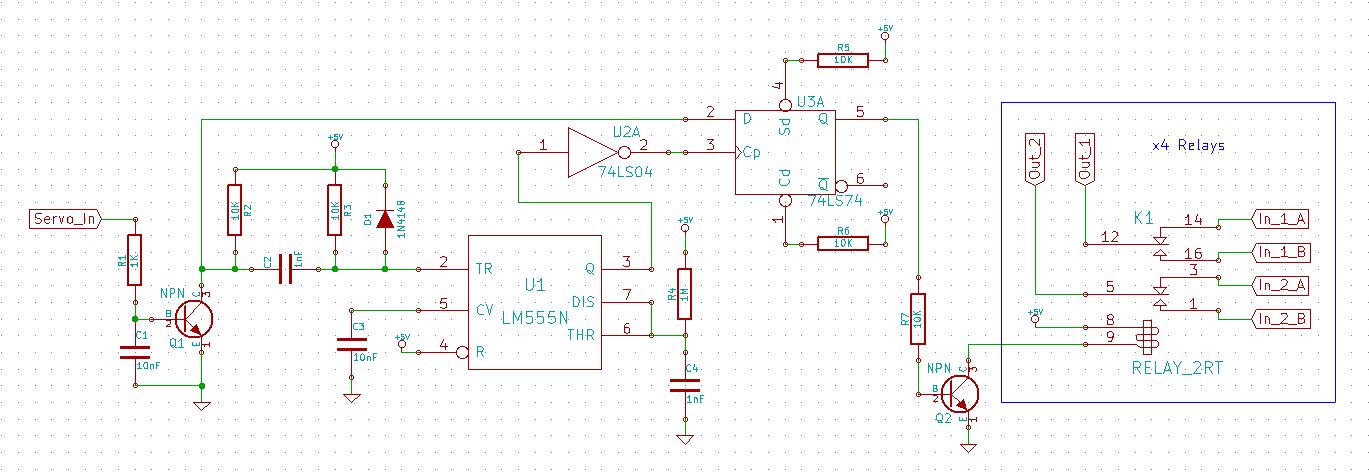 Servo_In
R1
1K
C1
10nF
NPN
B
2
C
3
E
1
Q1
10K
R2
C2
1nF
+5V
10K
R3
D1
1N4148
2
TR
5
CV
4
R
U1
LM555N
Q
3
DIS
7
THR
6
C3
10nF
+5V
+5V
R4
1M
C4
1nF
1
U2A
2
74LS04
2
D
3
Cp
4
Sd
U3A
Q
5
Cd
1
Q
6
74LS74
R5
10K
+5V
R6
10K
+5V
R7
10K
NPN
B
2
C
3
E
1
Q2
x4 Relays
Out_2
Out_1
K1
12
14
16
5
3
1
8
9
+5V
RELAY_2RT
In_1_A
In_1_B
In_2_A
In_2_B